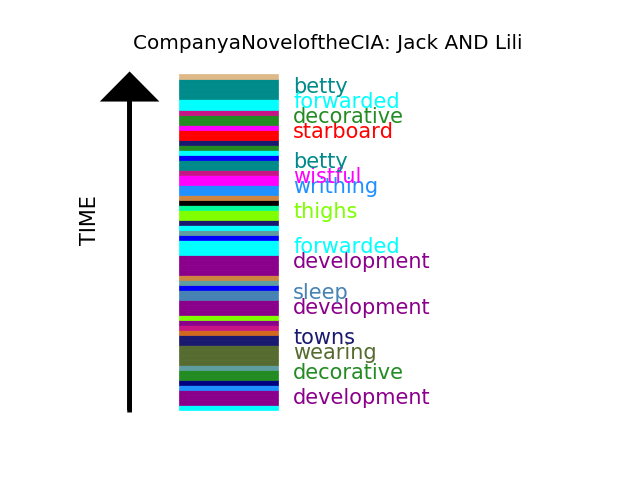 CompanyaNoveloftheCIA: Jack AND Lili
betty
forwarded
decorative
starboard
betty
wistful
writhing
thighs
forwarded
development
sleep
development
towns
wearing
decorative
development
TIME